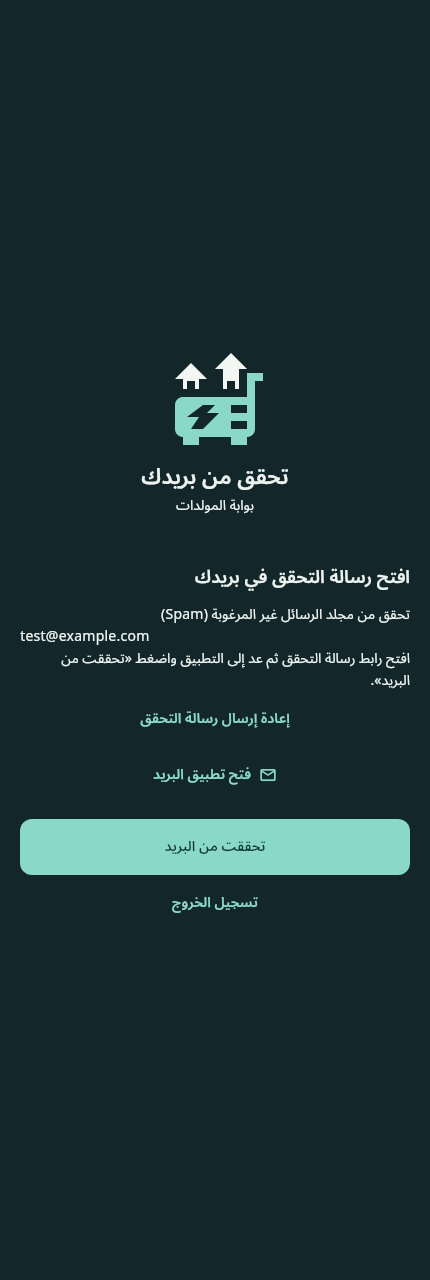 تحقق من بريدك
بوابة المولدات
افتح رسالة التحقق في بريدك
تحقق من مجلد الرسائل غير المرغوبة (Spam)
test@example.com
افتح رابط رسالة التحقق ثم عد إلى التطبيق واضغط «تحققت من
البريد».
إعادة إرسال رسالة التحقق
فتح تطبيق البريد
تحققت من البريد
تسجيل الخروج